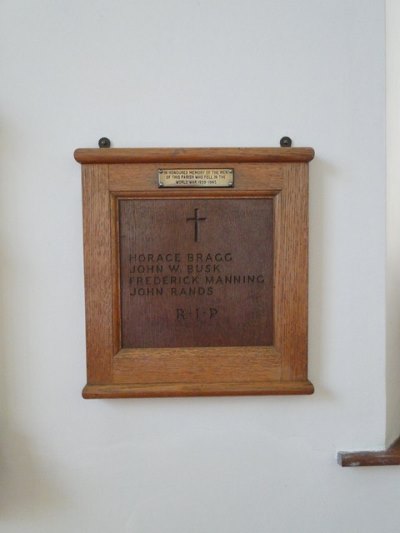 IN HONOURED MEMORY OF THE MEN
OF THIS PARISH WHO FELL IN THE
WORLD WAR 1939-1945
HORACE BRAGG
JOHN W. BUSK
FREDERICK MANNING
JOHN RANDS
R·I·P